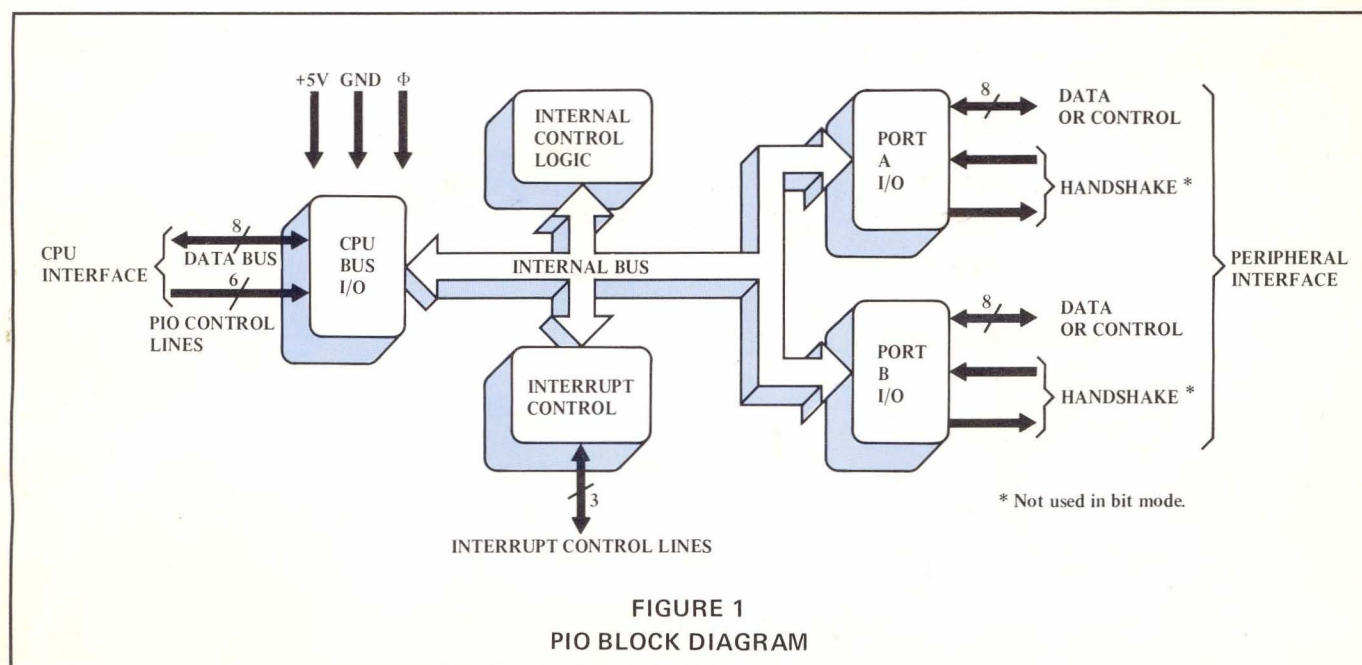 +5V GND Φ
INTERNAL
CONTROL
LOGIC
CPU
INTERFACE
8
DATA BUS
6
PIO CONTROL
LINES
CPU
BUS
I/O
INTERNAL BUS
INTERRUPT
CONTROL
3
INTERRUPT CONTROL LINES
PORT
A
I/O
8
DATA
OR CONTROL
HANDSHAKE *
PORT
B
I/O
8
DATA
OR CONTROL
HANDSHAKE *
PERIPHERAL
INTERFACE
* Not used in bit mode.
FIGURE 1
PIO BLOCK DIAGRAM